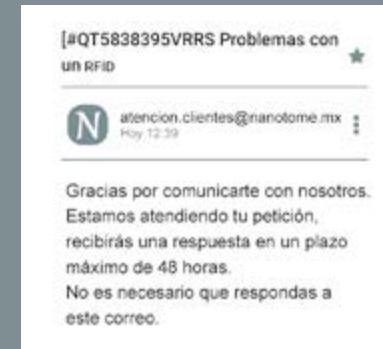 [#QT5838395VRRS Problemas con
un RFID
N
atencion.clientes@nanotome.mx
Hoy 12:39
Gracias por comunicarte con nosotros.
Estamos atendiendo tu petición,
recibirás una respuesta en un plazo
máximo de 48 horas.
No es necesario que respondas a
este correo.